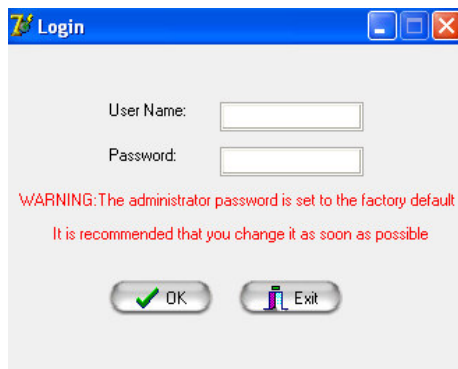 Login
User Name:
Password:
WARNING:The administrator password is set to the factory default
It is recommended that you change it as soon as possible
OK
Exit